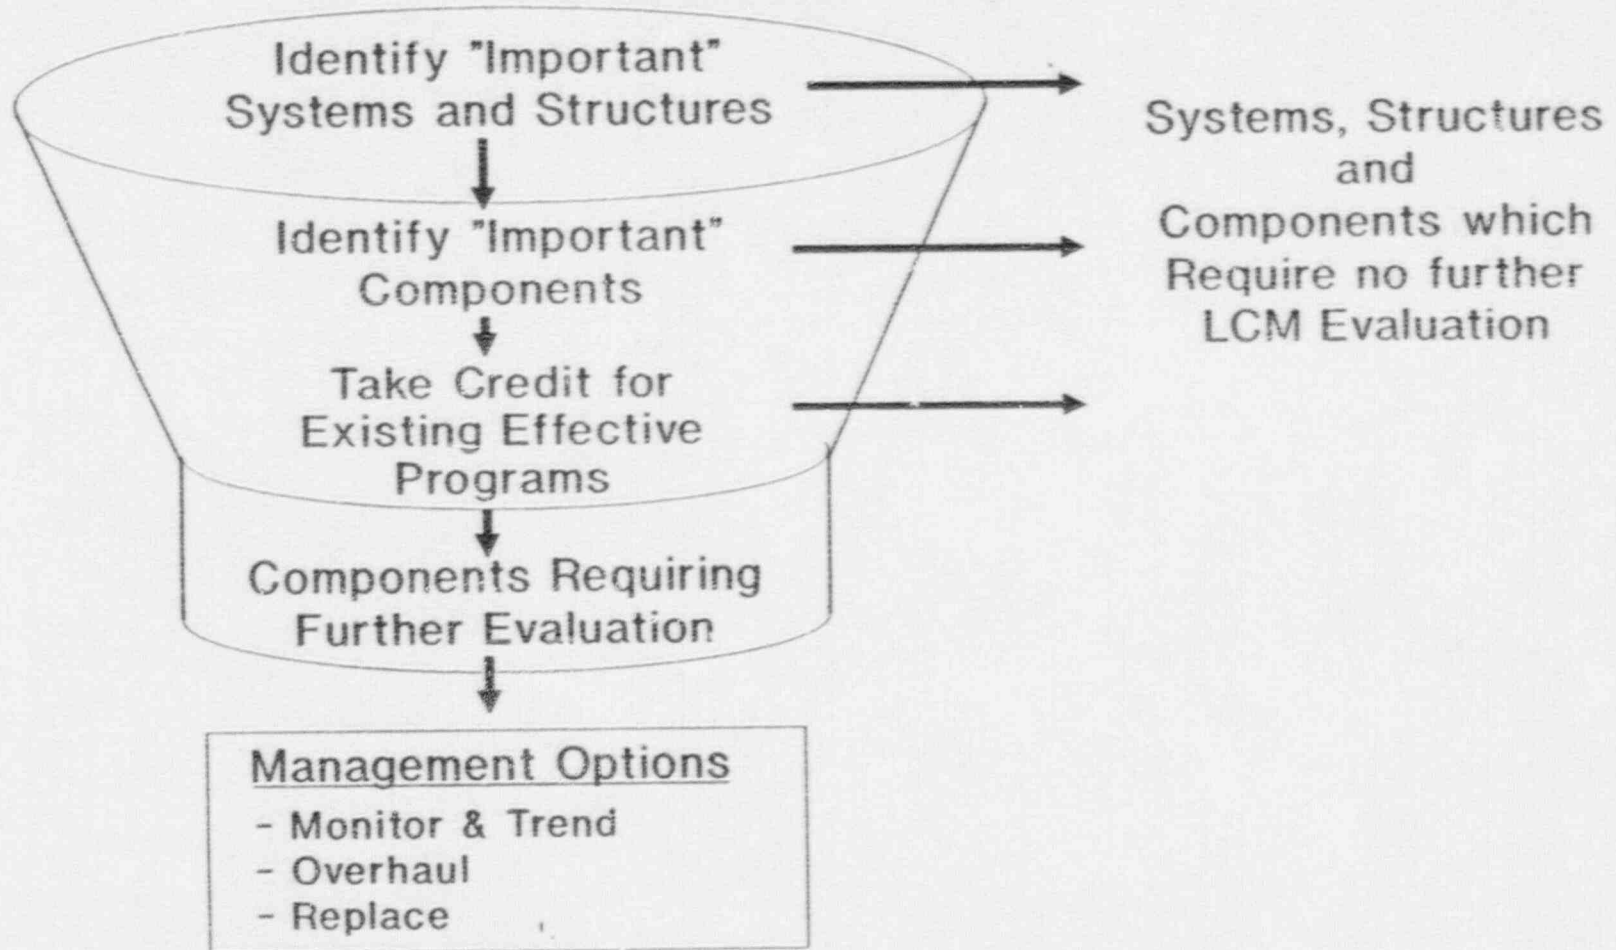 Identify "Important"
Systems and Structures
Identify "Important"
Components
Take Credit for
Existing Effective
Programs
Components Requiring
Further Evaluation
Management Options
- Monitor & Trend
- Overhaul
- Replace
Systems, Structures
and
Components which
Require no further
LCM Evaluation